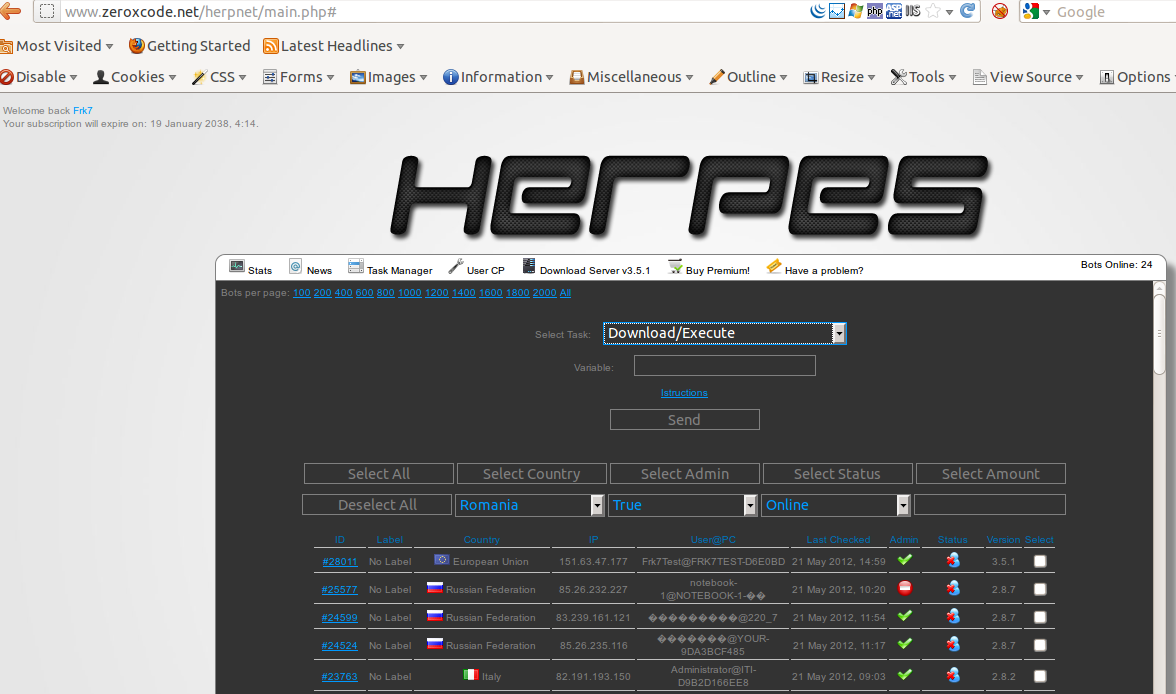 www.zeroxcode.net/herpnet/main.php#
php
ASP .net
IIS
Google
Most Visited Getting Started Latest Headlines
Disable Cookies CSS Forms Images Information Miscellaneous Outline Resize Tools View Source Options
Welcome back Frk7
Your subscription will expire on: 19 January 2038, 4:14.
HERPES
Stats News Task Manager User CP Download Server v3.5.1 Buy Premium! Have a problem? Bots Online: 24
Bots per page: 100 200 400 600 800 1000 1200 1400 1600 1800 2000 All
Select Task: Download/Execute
Variable:
Istructions
Send
Select All Select Country Select Admin Select Status Select Amount
Deselect All Romania True Online
ID Label Country IP User@PC Last Checked Admin Status Version Select
#28011 No Label European Union 151.63.47.177 Frk7Test@FRK7TEST-D6E0BD 21 May 2012, 14:59 3.5.1
#25577 No Label Russian Federation 85.26.232.227 notebook-
1@NOTEBOOK-1-�� 21 May 2012, 10:20 2.8.7
#24599 No Label Russian Federation 83.239.161.121 ���������@220_7 21 May 2012, 11:54 2.8.7
#24524 No Label Russian Federation 85.26.235.116 �������@YOUR-
9DA3BCF485 21 May 2012, 11:17 2.8.7
#23763 No Label Italy 82.191.193.150 Administrator@ITI-
D9B2D166EE8 21 May 2012, 09:03 2.8.2